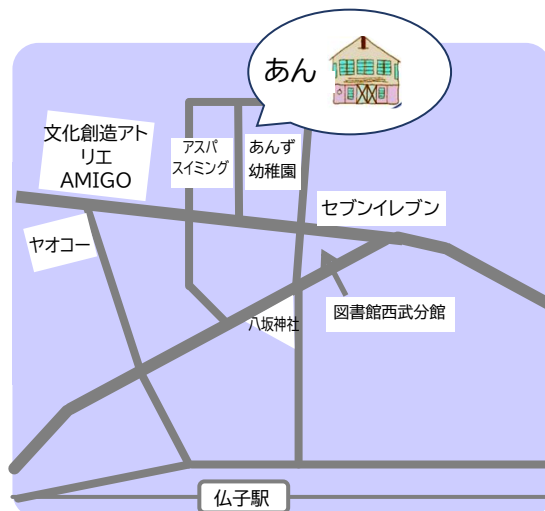 あん
文化創造アト
リエ
AMIGO
アスパ
スイミング
あんず
幼稚園
セブンイレブン
ヤオコー
図書館西武分館
八坂神社
仏子駅